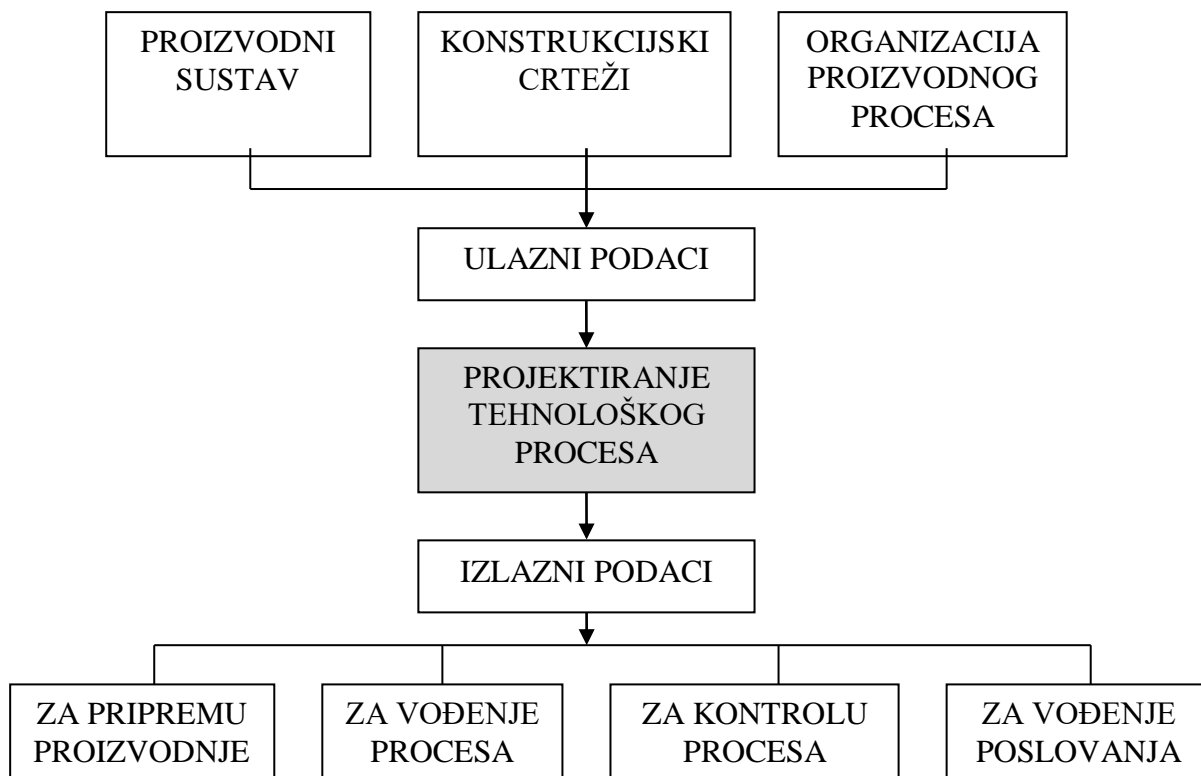 PROIZVODNI
SUSTAV
KONSTRUKCIJSKI
CRTEŽI
ORGANIZACIJA
PROIZVODNOG
PROCESA
ULAZNI PODACI
PROJEKTIRANJE
TEHNOLOŠKOG
PROCESA
IZLAZNI PODACI
ZA PRIPREMU
PROIZVODNJE
ZA VOĐENJE
PROCESA
ZA KONTROLU
PROCESA
ZA VOĐENJE
POSLOVANJA